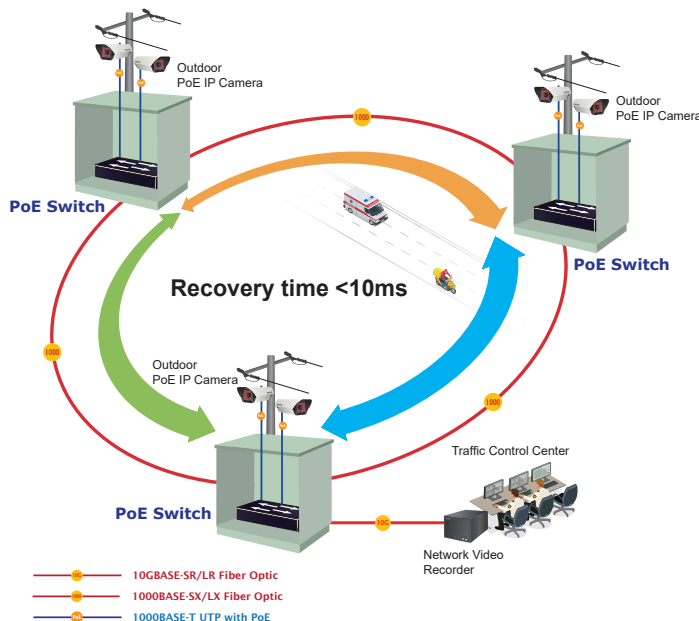 Outdoor
PoE IP Camera
PoE Switch
1000
Outdoor
PoE IP Camera
PoE Switch
Recovery time <10ms
1000
Outdoor
PoE IP Camera
1000
PoE Switch
Traffic Control Center
10G
Network Video
Recorder
10G 10GBASE-SR/LR Fiber Optic
1000 1000BASE-SX/LX Fiber Optic
PoE 1000BASE-T UTP with PoE